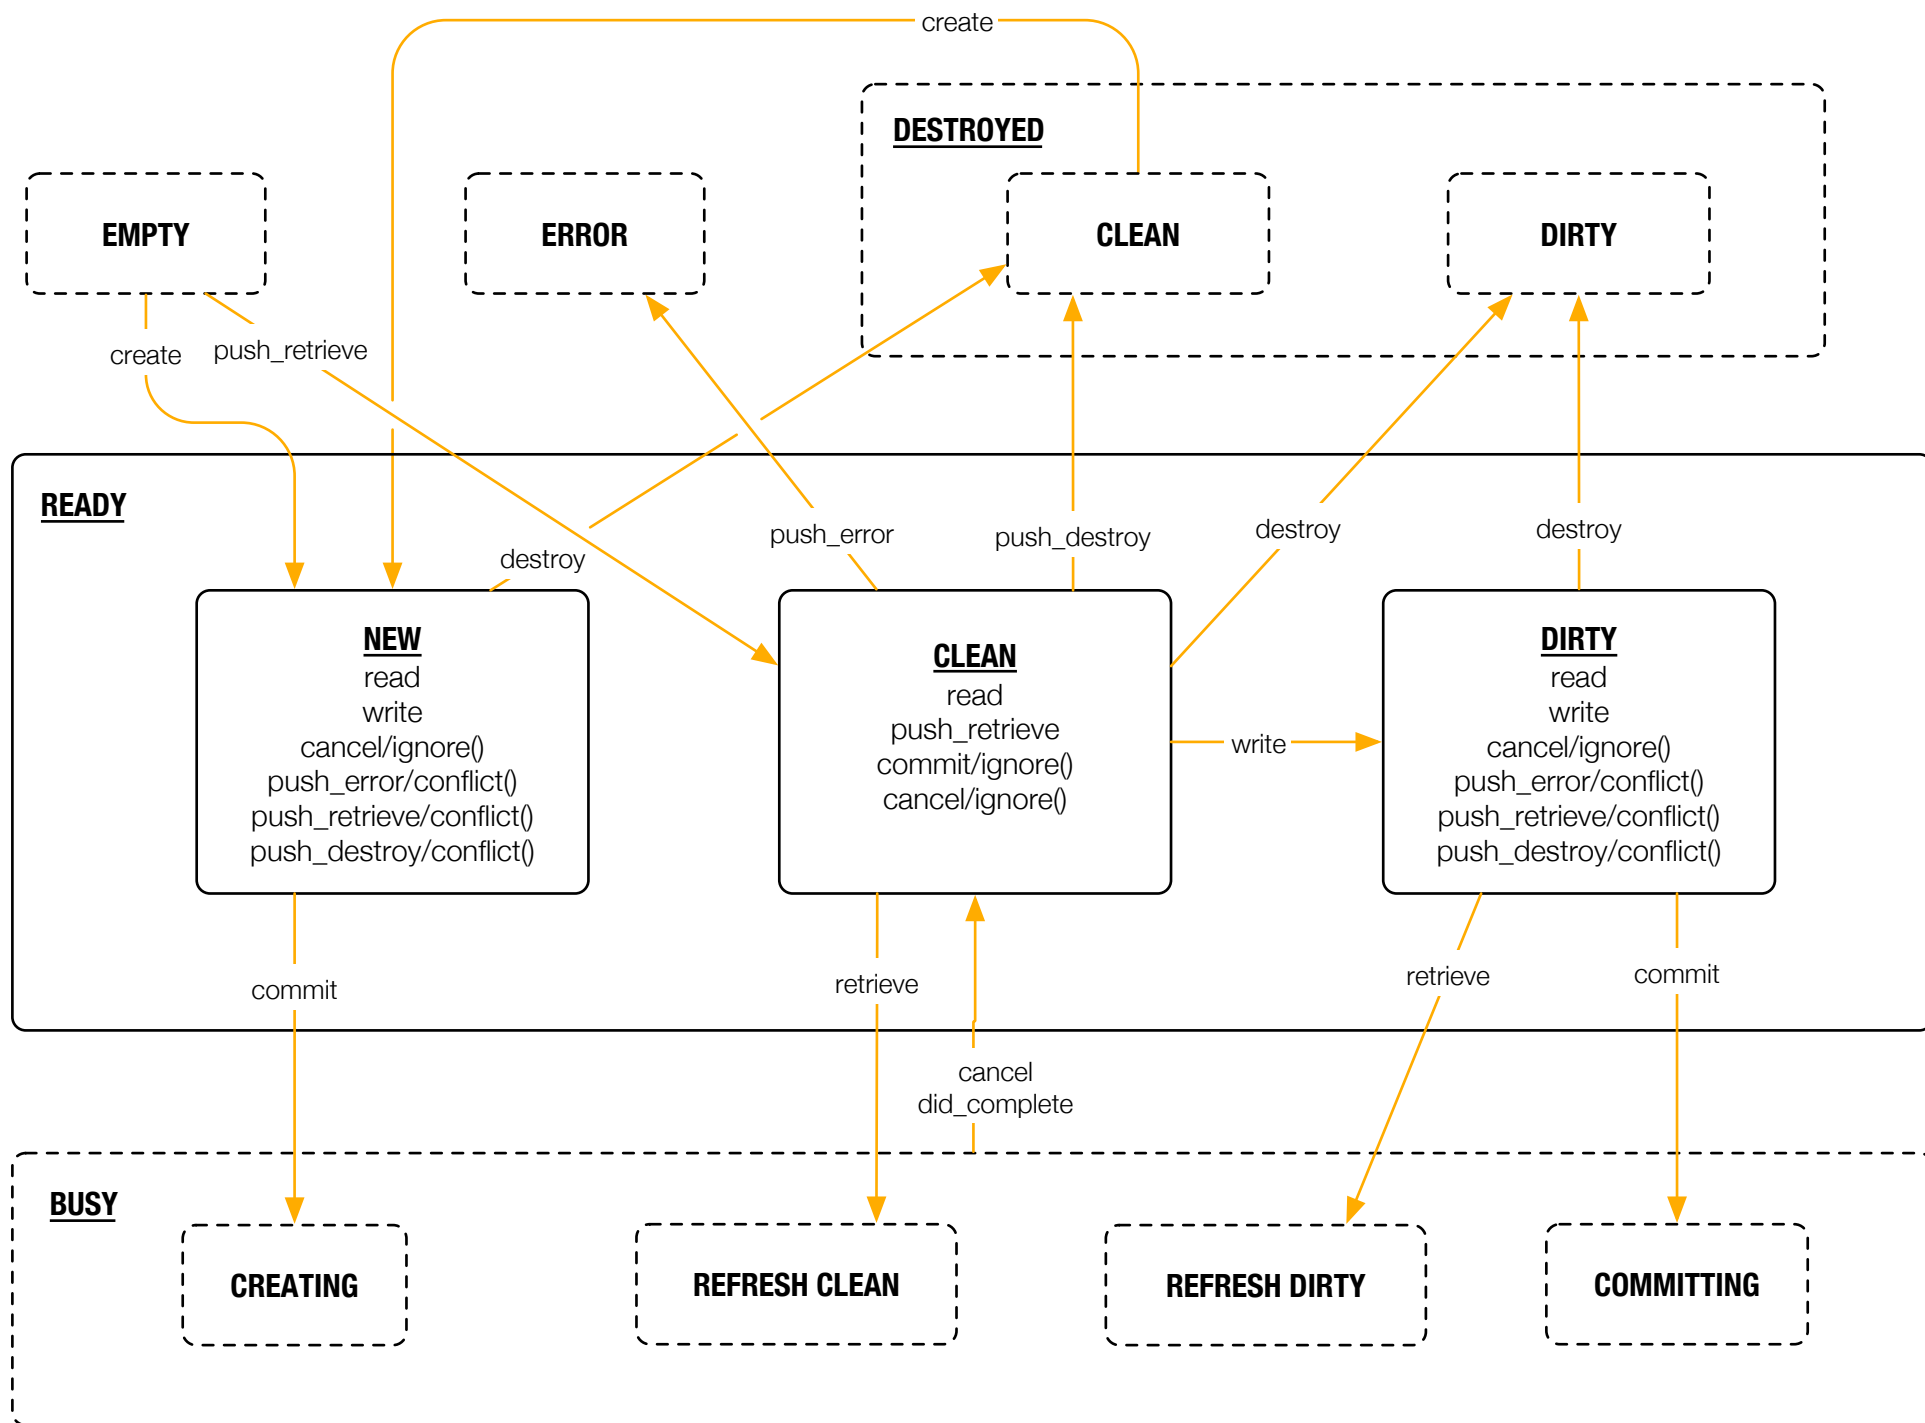 create
DESTROYED
EMPTY
ERROR
CLEAN
DIRTY
create
push_retrieve
READY
push_error
push_destroy
destroy
destroy
destroy
NEW
read
write
cancel/ignore()
push_error/conflict()
push_retrieve/conflict()
push_destroy/conflict()
CLEAN
read
push_retrieve
commit/ignore()
cancel/ignore()
write
DIRTY
read
write
cancel/ignore()
push_error/conflict()
push_retrieve/conflict()
push_destroy/conflict()
commit
retrieve
retrieve
commit
cancel
did_complete
BUSY
CREATING
REFRESH CLEAN
REFRESH DIRTY
COMMITTING